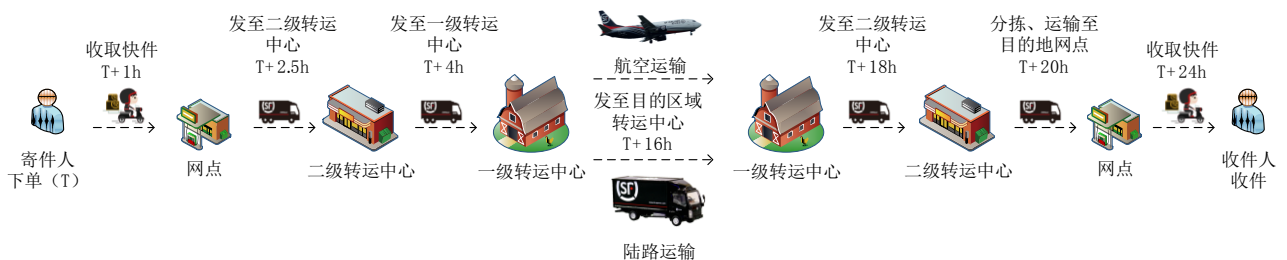 收取快件
T+1h
发至二级转运
中心
T+2.5h
发至一级转运
中心
T+4h
航空运输
发至目的区域
转运中心
T+16h
发至二级转运
中心
T+18h
分拣、运输至
目的地网点
T+20h
收取快件
T+24h
寄件人
下单（T）
网点
二级转运中心
一级转运中心
SF
陆路运输
一级转运中心
二级转运中心
网点
收件人
收件